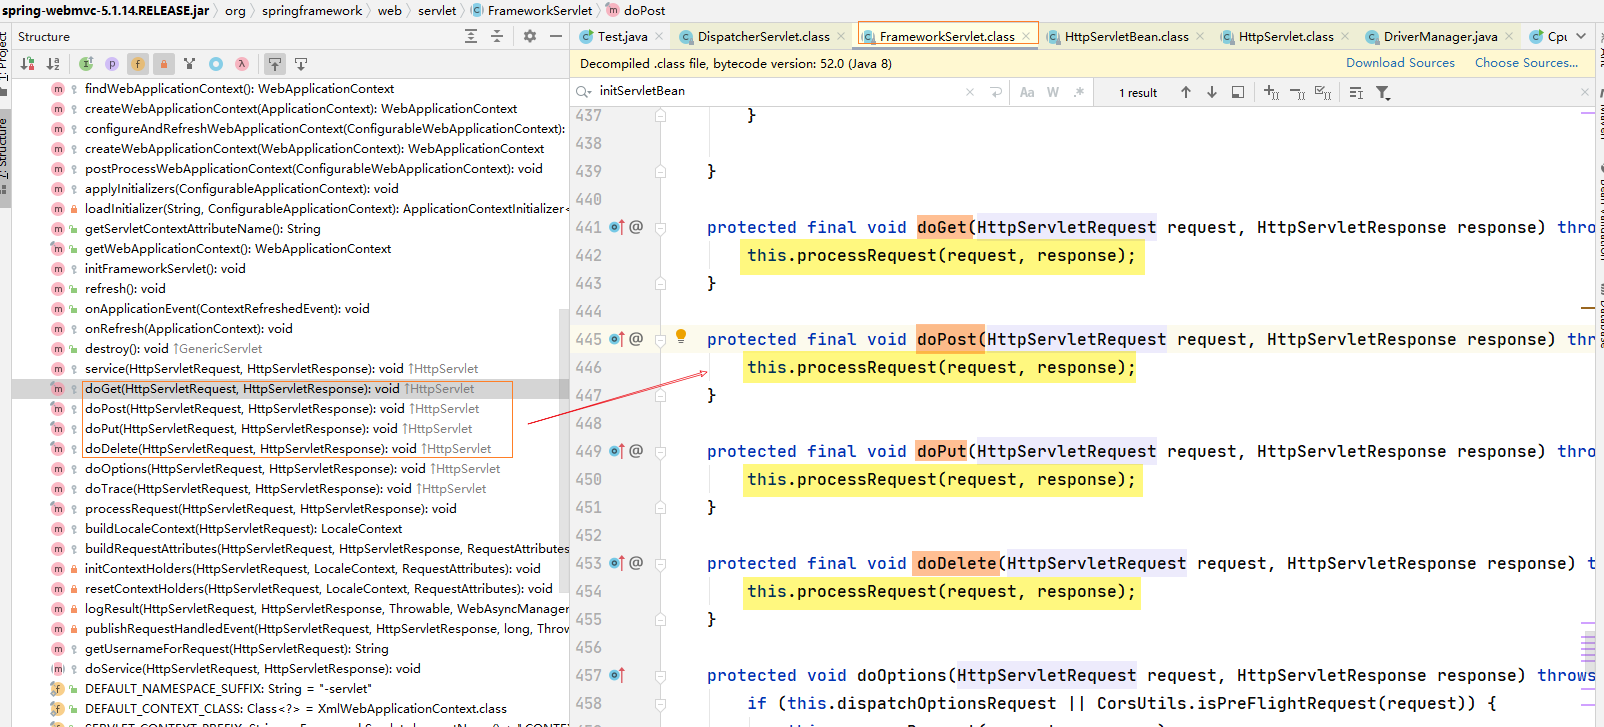 spring-webmvc-5.1.14.RELEASE.jar org springframework web servlet FrameworkServlet doPost
Structure
Test.java DispatcherServlet.class FrameworkServlet.class HttpServletBean.class HttpServlet.class DriverManager.java Cpu
Decompiled .class file, bytecode version: 52.0 (Java 8) Download Sources Choose Sources...
initServletBean Aa W .* 1 result
1: Project
7: Structure
findWebApplicationContext(): WebApplicationContext
createWebApplicationContext(ApplicationContext): WebApplicationContext
configureAndRefreshWebApplicationContext(ConfigurableWebApplicationContext):
createWebApplicationContext(WebApplicationContext): WebApplicationContext
postProcessWebApplicationContext(ConfigurableWebApplicationContext): void
applyInitializers(ConfigurableApplicationContext): void
loadInitializer(String, ConfigurableApplicationContext): ApplicationContextInitializer<
getServletContextAttributeName(): String
getWebApplicationContext(): WebApplicationContext
initFrameworkServlet(): void
refresh(): void
onApplicationEvent(ContextRefreshedEvent): void
onRefresh(ApplicationContext): void
destroy(): void ↑GenericServlet
service(HttpServletRequest, HttpServletResponse): void ↑HttpServlet
doGet(HttpServletRequest, HttpServletResponse): void ↑HttpServlet
doPost(HttpServletRequest, HttpServletResponse): void ↑HttpServlet
doPut(HttpServletRequest, HttpServletResponse): void ↑HttpServlet
doDelete(HttpServletRequest, HttpServletResponse): void ↑HttpServlet
doOptions(HttpServletRequest, HttpServletResponse): void ↑HttpServlet
doTrace(HttpServletRequest, HttpServletResponse): void ↑HttpServlet
processRequest(HttpServletRequest, HttpServletResponse): void
buildLocaleContext(HttpServletRequest): LocaleContext
buildRequestAttributes(HttpServletRequest, HttpServletResponse, RequestAttributes
initContextHolders(HttpServletRequest, LocaleContext, RequestAttributes): void
resetContextHolders(HttpServletRequest, LocaleContext, RequestAttributes): void
logResult(HttpServletRequest, HttpServletResponse, Throwable, WebAsyncManager
publishRequestHandledEvent(HttpServletRequest, HttpServletResponse, long, Throw
getUsernameForRequest(HttpServletRequest): String
doService(HttpServletRequest, HttpServletResponse): void
DEFAULT_NAMESPACE_SUFFIX: String = "-servlet"
DEFAULT_CONTEXT_CLASS: Class<?> = XmlWebApplicationContext.class
437 }
438
439 }
440
441 protected final void doGet(HttpServletRequest request, HttpServletResponse response) thro
442 this.processRequest(request, response);
443 }
444
445 protected final void doPost(HttpServletRequest request, HttpServletResponse response) thr
446 this.processRequest(request, response);
447 }
448
449 protected final void doPut(HttpServletRequest request, HttpServletResponse response) throw
450 this.processRequest(request, response);
451 }
452
453 protected final void doDelete(HttpServletRequest request, HttpServletResponse response) t
454 this.processRequest(request, response);
455 }
456
457 protected void doOptions(HttpServletRequest request, HttpServletResponse response) throws
458 if (this.dispatchOptionsRequest || CorsUtils.isPreFlightRequest(request)) {